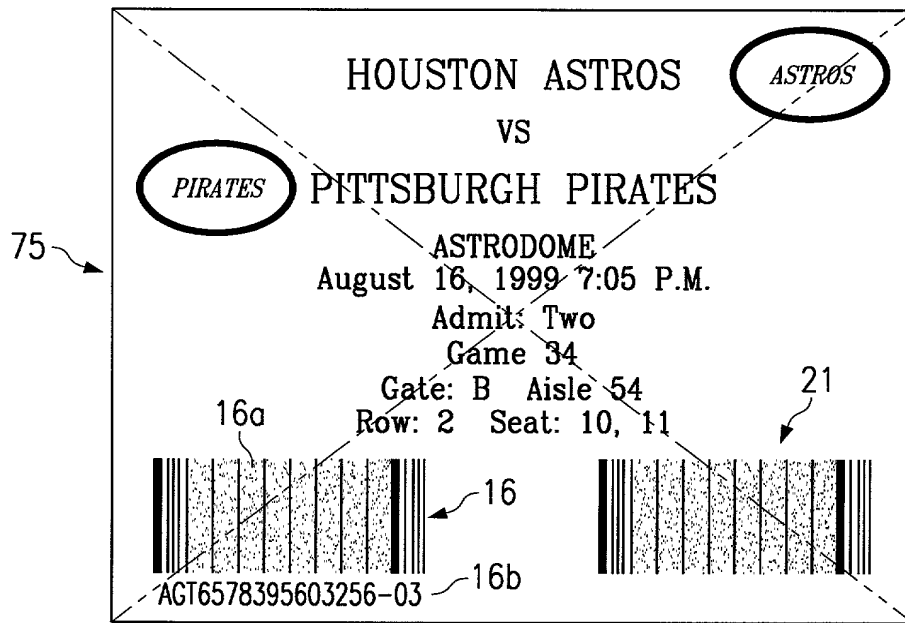 HOUSTON ASTROS
ASTROS
VS
PIRATES
PITTSBURGH PIRATES
75
ASTRODOME
August 16, 1999 7:05 P.M.
Admit: Two
Game 34
Gate: B Aisle 54
Row: 2 Seat: 10, 11
16a
21
16
16b
AGT6578395603256-03